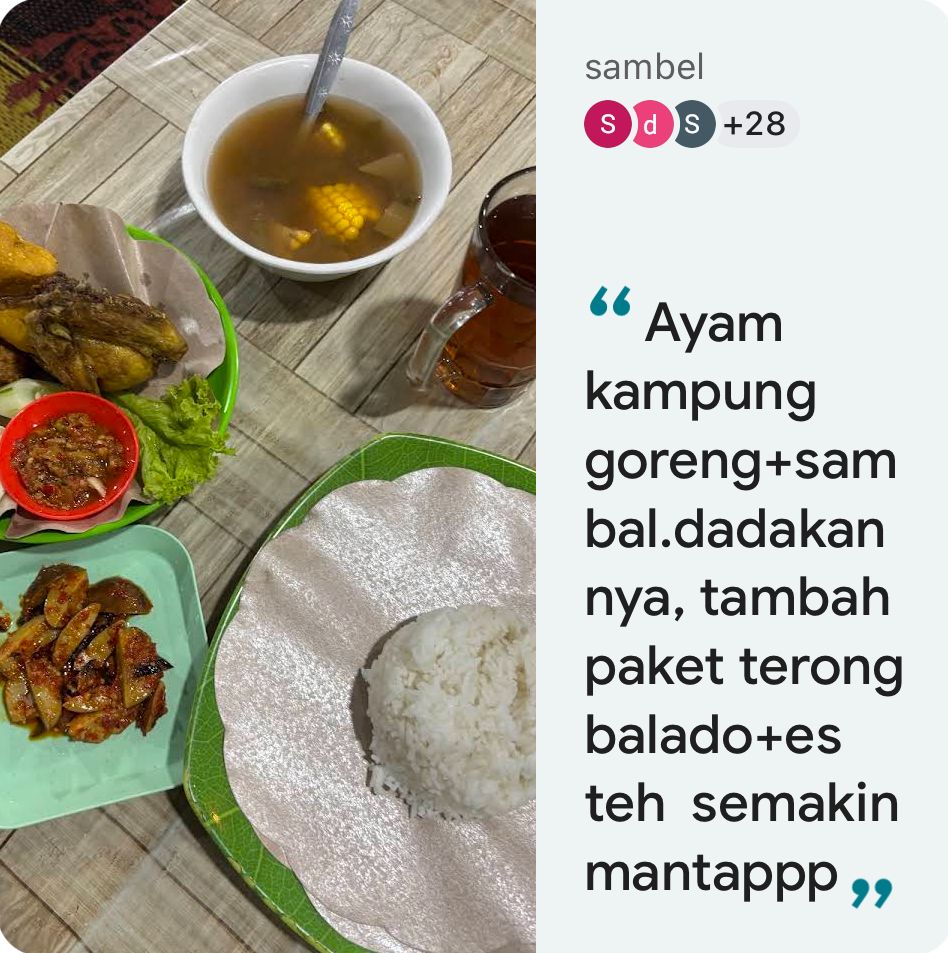 sambel
S d S +28
“ Ayam
kampung
goreng+sam
bal.dadakan
nya, tambah
paket terong
balado+es
teh  semakin
mantappp ”